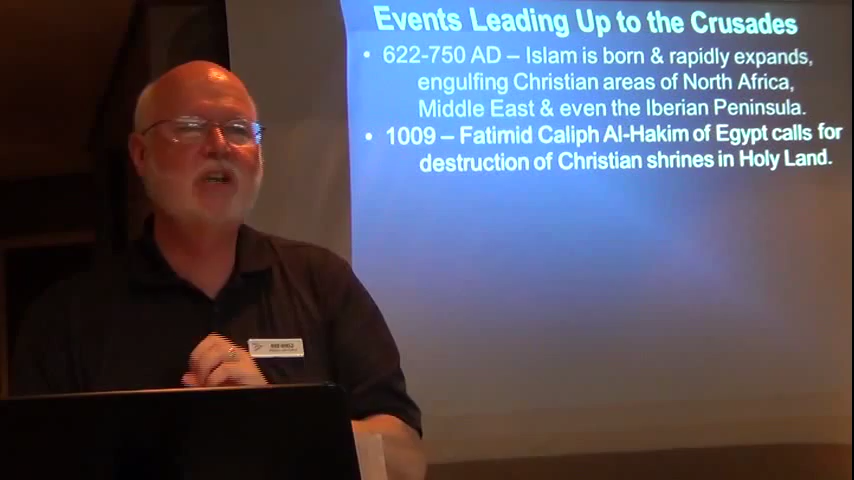 Events Leading Up to the Crusades
• 622-750 AD – Islam is born & rapidly expands,
engulfing Christian areas of North Africa,
Middle East & even the Iberian Peninsula.
• 1009 – Fatimid Caliph Al-Hakim of Egypt calls for
destruction of Christian shrines in Holy Land.